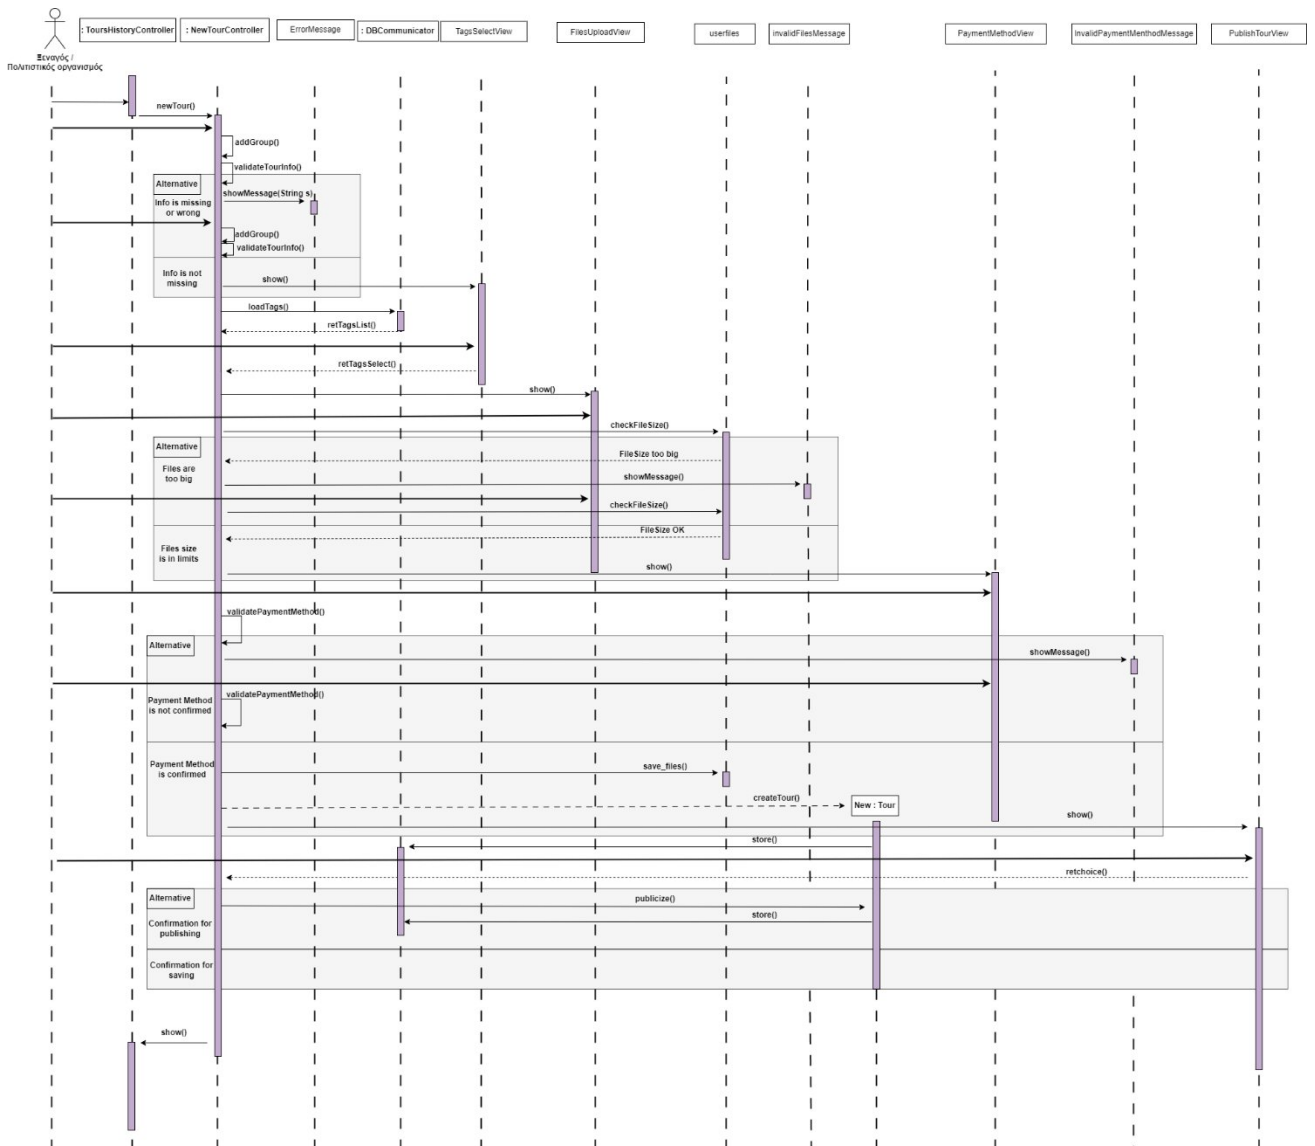 : ToursHistoryController
: NewTourController
ErrorMessage
: DBCommunicator
TagsSelectView
FilesUploadView
userfiles
invalidFilesMessage
PaymentMethodView
InvalidPaymentMenthodMessage
PublishTourView
Ξεναγός /
Πολιτιστικός οργανισμός
newTour()
addGroup()
validateTourInfo()
Alternative
showMessage(String s)
Info is missing
or wrong
addGroup()
validateTourInfo()
Info is not
missing
show()
loadTags()
retTagsList()
retTagsSelect()
show()
checkFileSize()
Alternative
FileSize too big
Files are
too big
showMessage()
checkFileSize()
FileSize OK
Files size
is in limits
show()
validatePaymentMethod()
Alternative
showMessage()
validatePaymentMethod()
Payment Method
is not confirmed
Payment Method
is confirmed
save_files()
createTour()
New : Tour
show()
store()
retchoice()
Alternative
publicize()
store()
Confirmation for
publishing
Confirmation for
saving
show()